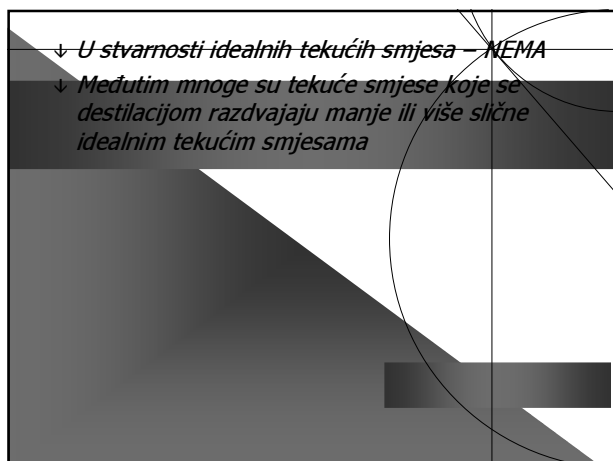 ↓ U stvarnosti idealnih tekućih smjesa – NEMA
↓ Međutim mnoge su tekuće smjese koje se
destilacijom razdvajaju manje ili više slične
idealnim tekućim smjesama